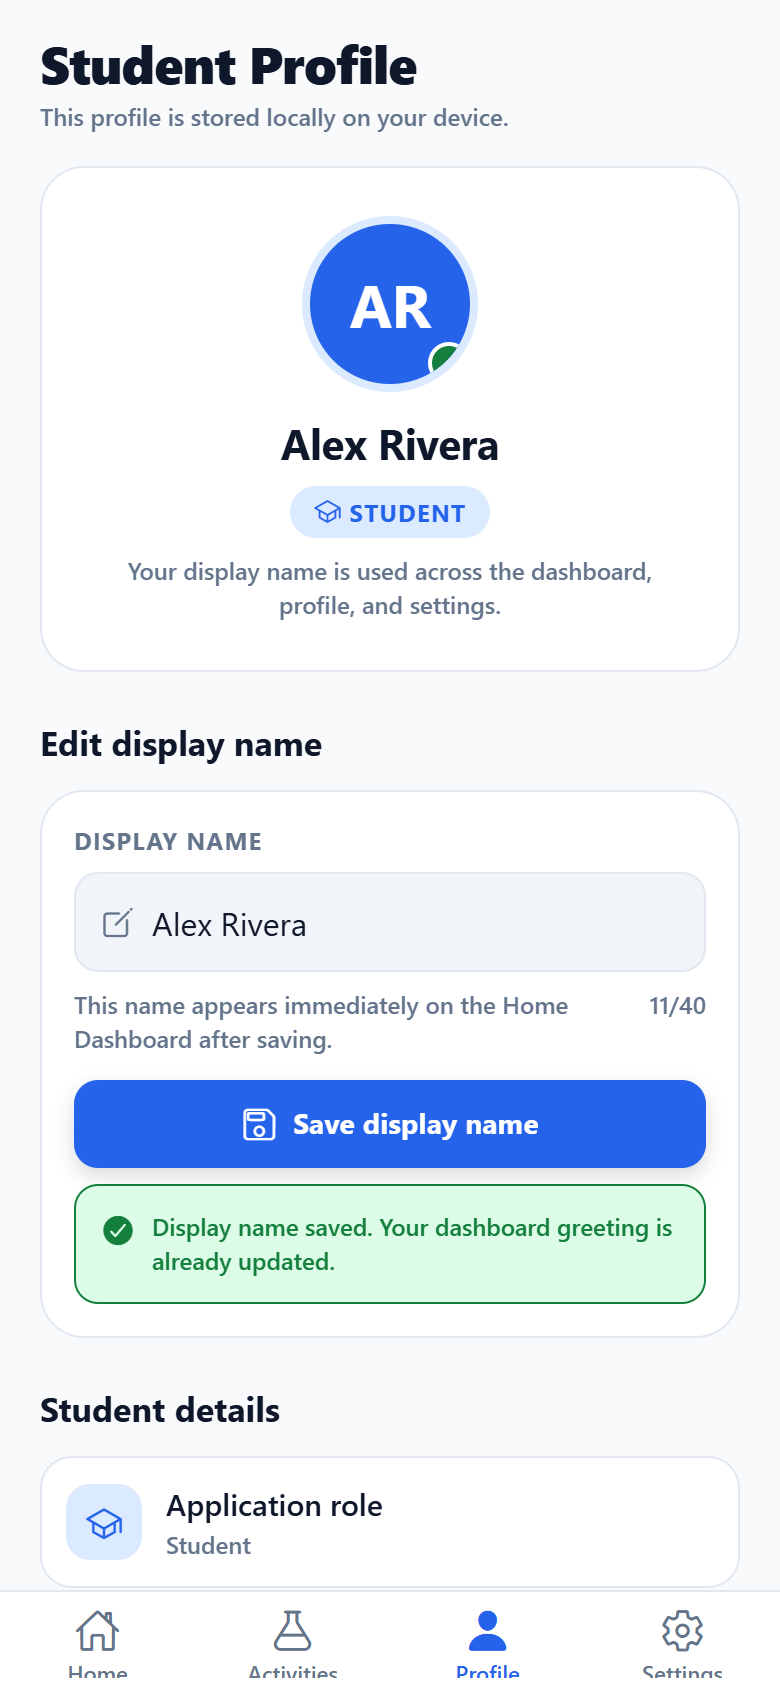 Student Profile
This profile is stored locally on your device.
AR
Alex Rivera
STUDENT
Your display name is used across the dashboard,
profile, and settings.
Edit display name
DISPLAY NAME
Alex Rivera
This name appears immediately on the Home
Dashboard after saving.
11/40
Save display name
Display name saved. Your dashboard greeting is
already updated.
Student details
Application role
Student
Home
Activities
Profile
Settings